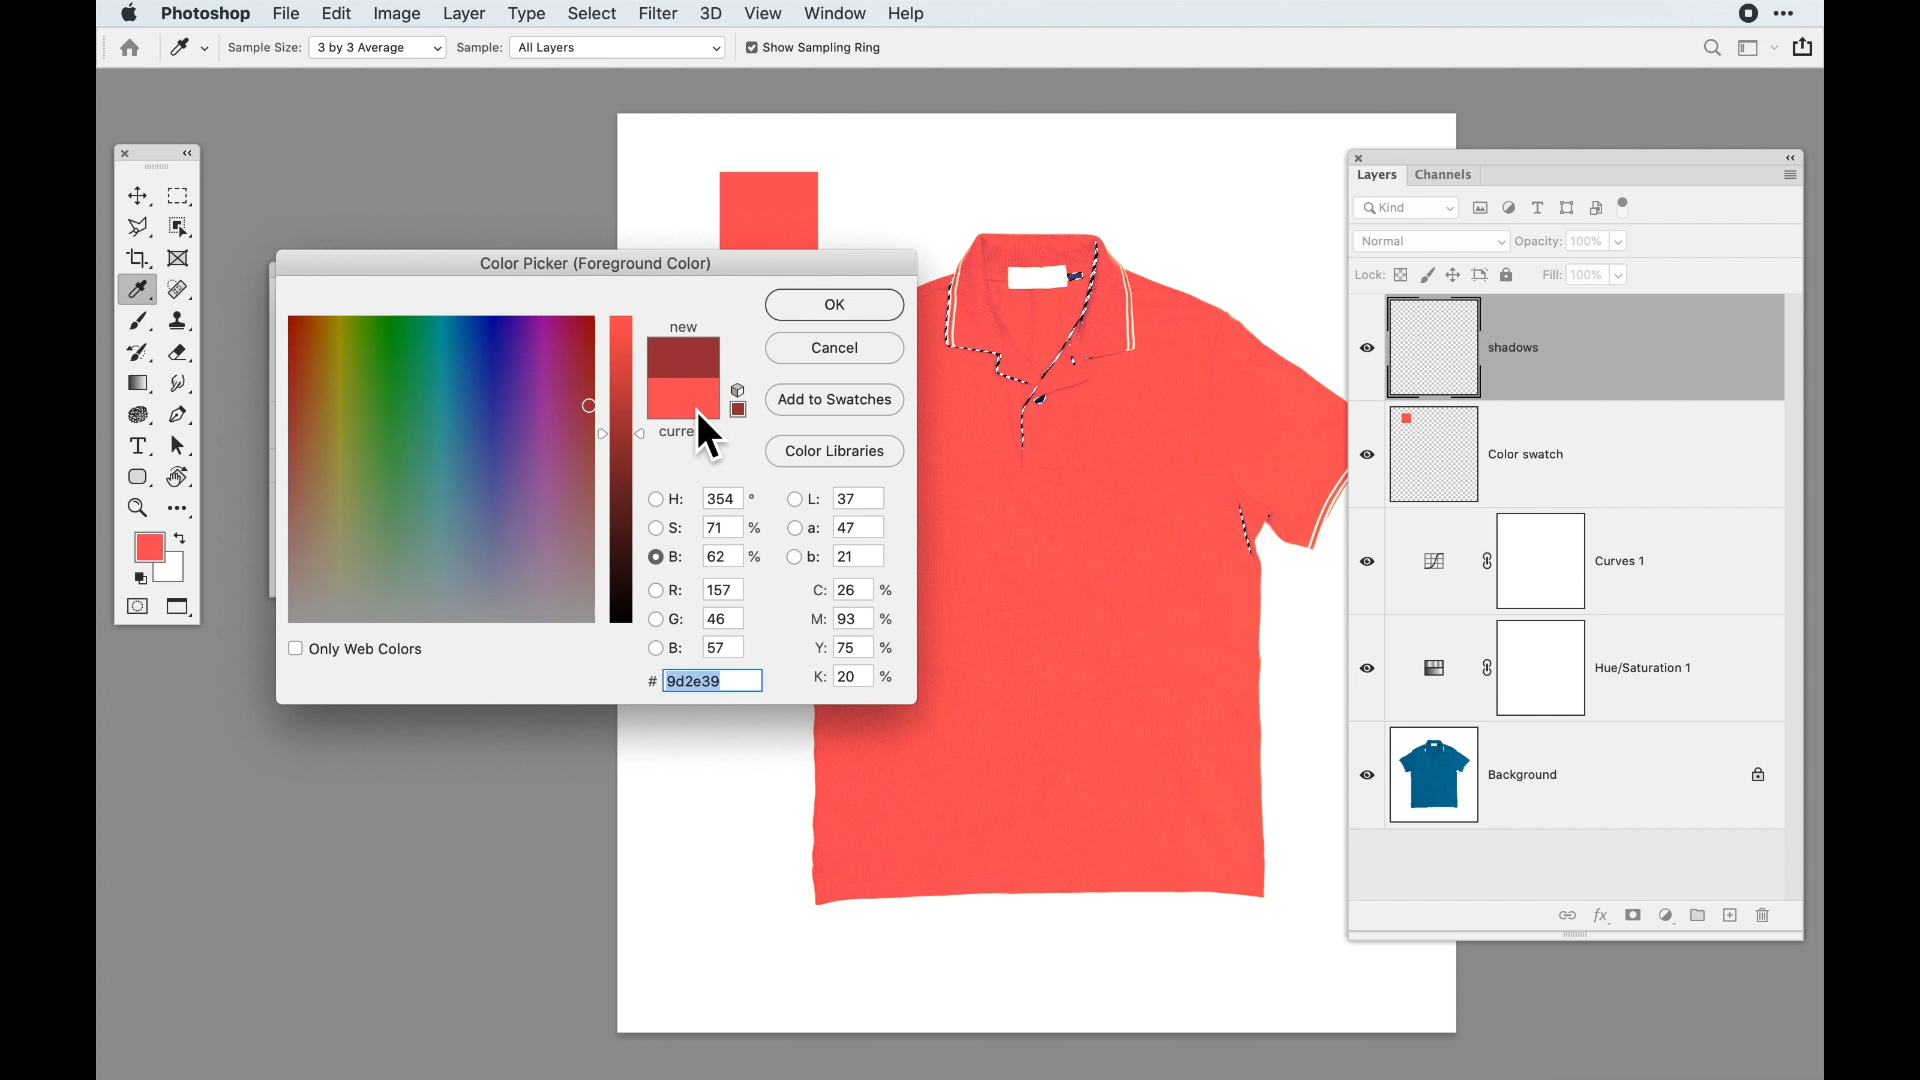 Photoshop File Edit Image Layer Type Select Filter 3D View Window Help
Sample Size: 3 by 3 Average Sample: All Layers Show Sampling Ring
Layers Channels
Kind
Normal Opacity: 100%
Lock: Fill: 100%
shadows
Color swatch
Curves 1
Hue/Saturation 1
Background
Color Picker (Foreground Color)
new
OK
Cancel
Add to Swatches
Color Libraries
H: 354 ° L: 37
S: 71 % a: 47
B: 62 % b: 21
R: 157 C: 26 %
G: 46 M: 93 %
B: 57 Y: 75 %
# 9d2e39 K: 20 %
Only Web Colors